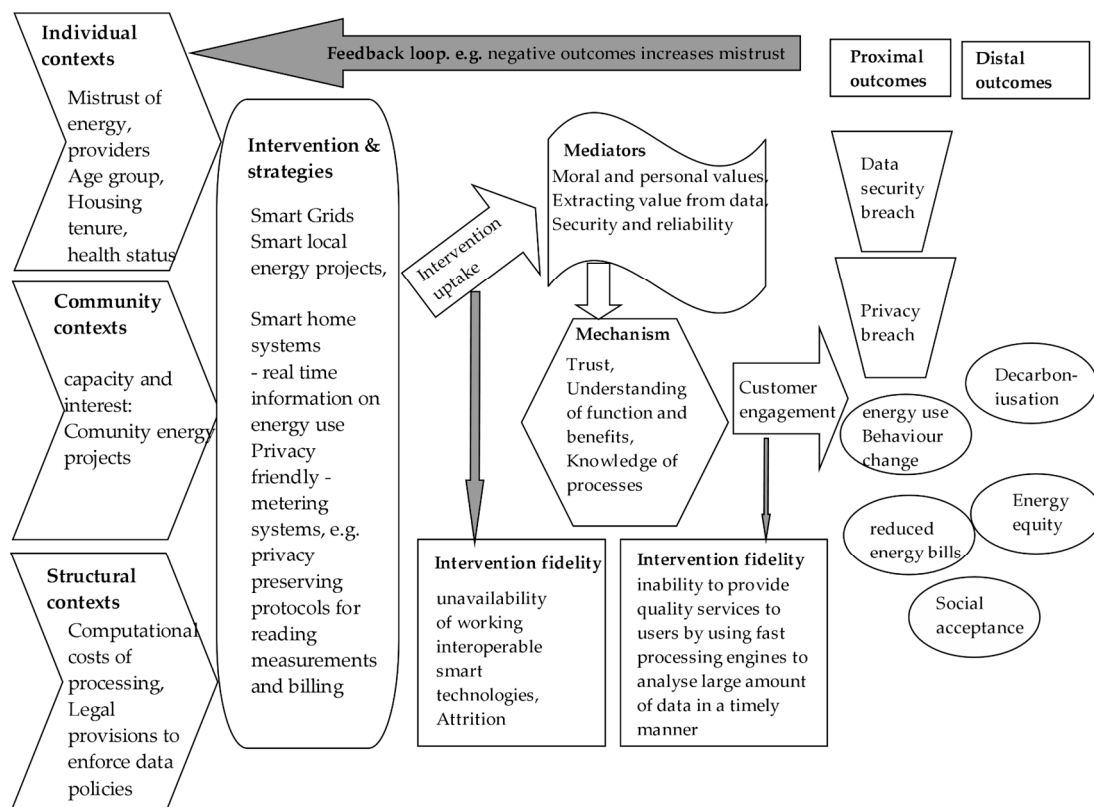 Individual
contexts
Mistrust of
energy,
providers
Age group,
Housing
tenure,
health status
Community
contexts
capacity and
interest:
Comunity energy
projects
Structural
contexts
Computational
costs of
processing,
Legal
provisions to
enforce data
policies
Feedback loop. e.g. negative outcomes increases mistrust
Intervention &
strategies
Smart Grids
Smart local
energy projects,
Smart home
systems
- real time
information on
energy use
Privacy
friendly -
metering
systems, e.g.
privacy
preserving
protocols for
reading
measurements
and billing
Intervention
uptake
Mediators
Moral and personal values,
Extracting value from data,
Security and reliability
Mechanism
Trust,
Understanding
of function and
benefits,
Knowledge of
processes
Intervention fidelity
unavailability
of working
interoperable
smart
technologies,
Attrition
Customer
engagement
Intervention fidelity
inability to provide
quality services to
users by using fast
processing engines to
analyse large amount
of data in a timely
manner
Proximal
outcomes
Distal
outcomes
Data
security
breach
Privacy
breach
energy use
Behaviour
change
reduced
energy bills
Decarbon-
iusation
Energy
equity
Social
acceptance